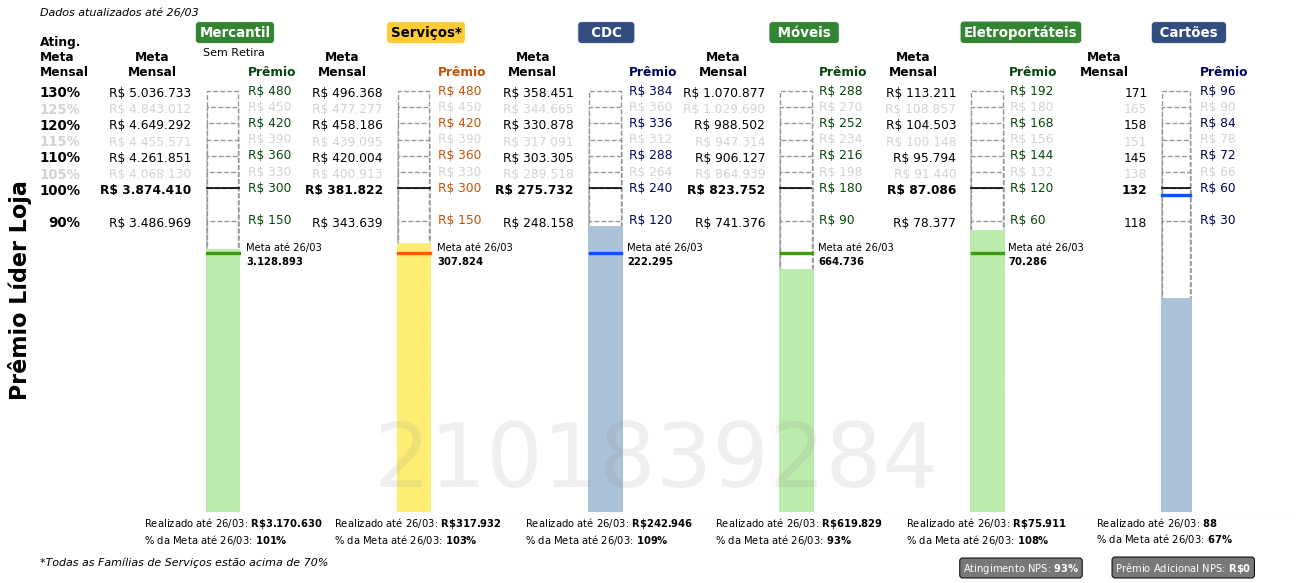 Dados atualizados até 26/03
Mercantil Serviços* CDC Móveis Eletroportáteis Cartões
Sem Retira
Ating. Meta Mensal
Meta Mensal Prêmio Meta Mensal Prêmio Meta Mensal Prêmio Meta Mensal Prêmio Meta Mensal Prêmio Meta Mensal Prêmio
130% R$ 5.036.733 R$ 480 R$ 496.368 R$ 480 R$ 358.451 R$ 384 R$ 1.070.877 R$ 288 R$ 113.211 R$ 192 171 R$ 96
125% R$ 4.843.012 R$ 450 R$ 477.277 R$ 450 R$ 344.665 R$ 360 R$ 1.029.690 R$ 270 R$ 108.857 R$ 180 165 R$ 90
120% R$ 4.649.292 R$ 420 R$ 458.186 R$ 420 R$ 330.878 R$ 336 R$ 988.502 R$ 252 R$ 104.503 R$ 168 158 R$ 84
115% R$ 4.455.571 R$ 390 R$ 439.095 R$ 390 R$ 317.091 R$ 312 R$ 947.314 R$ 234 R$ 100.148 R$ 156 151 R$ 78
110% R$ 4.261.851 R$ 360 R$ 420.004 R$ 360 R$ 303.305 R$ 288 R$ 906.127 R$ 216 R$ 95.794 R$ 144 145 R$ 72
105% R$ 4.068.130 R$ 330 R$ 400.913 R$ 330 R$ 289.518 R$ 264 R$ 864.939 R$ 198 R$ 91.440 R$ 132 138 R$ 66
100% R$ 3.874.410 R$ 300 R$ 381.822 R$ 300 R$ 275.732 R$ 240 R$ 823.752 R$ 180 R$ 87.086 R$ 120 132 R$ 60
90% R$ 3.486.969 R$ 150 R$ 343.639 R$ 150 R$ 248.158 R$ 120 R$ 741.376 R$ 90 R$ 78.377 R$ 60 118 R$ 30
Meta até 26/03 Meta até 26/03 Meta até 26/03 Meta até 26/03 Meta até 26/03
3.128.893 307.824 222.295 664.736 70.286
Prêmio Líder Loja
2101839284
Realizado até 26/03: R$3.170.630 Realizado até 26/03: R$317.932 Realizado até 26/03: R$242.946 Realizado até 26/03: R$619.829 Realizado até 26/03: R$75.911 Realizado até 26/03: 88
% da Meta até 26/03: 101% % da Meta até 26/03: 103% % da Meta até 26/03: 109% % da Meta até 26/03: 93% % da Meta até 26/03: 108% % da Meta até 26/03: 67%
*Todas as Famílias de Serviços estão acima de 70%
Atingimento NPS: 93% Prêmio Adicional NPS: R$0